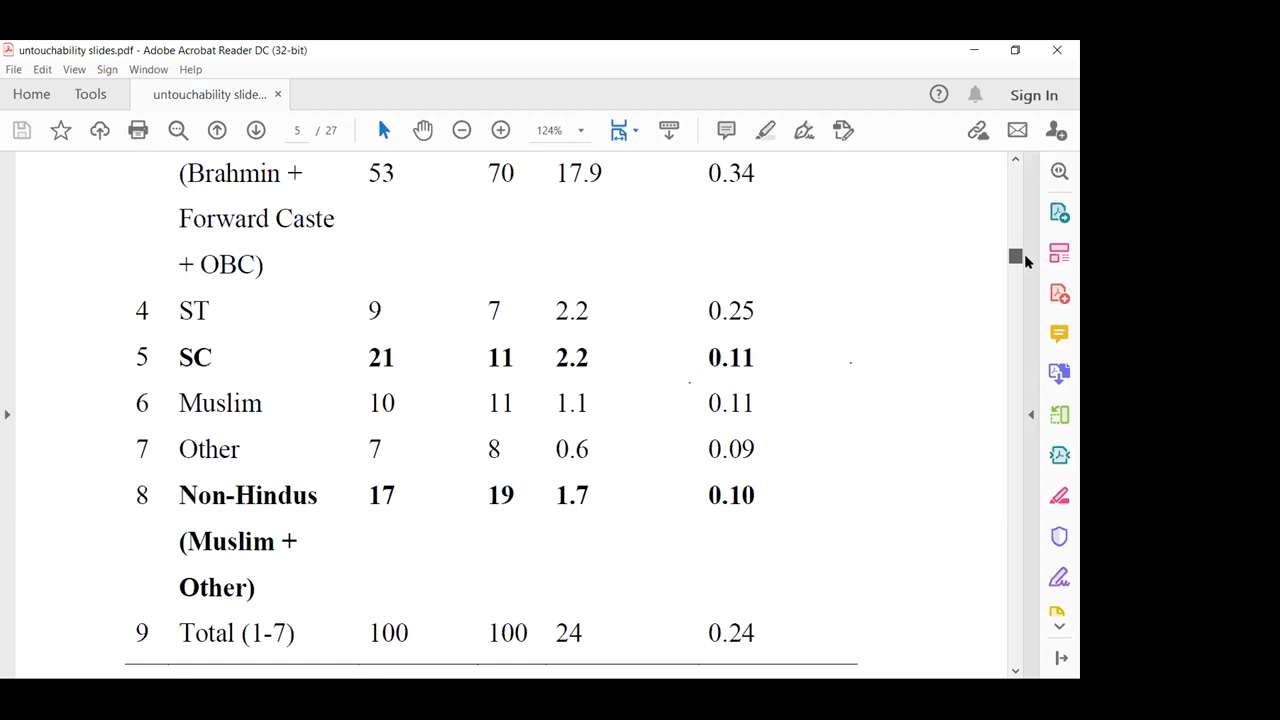 untouchability slides.pdf - Adobe Acrobat Reader DC (32-bit)
File Edit View Sign Window Help
Home Tools untouchability slide... × Sign In
5 / 27 124%
(Brahmin + 53 70 17.9 0.34
Forward Caste
+ OBC)
4 ST 9 7 2.2 0.25
5 SC 21 11 2.2 0.11
6 Muslim 10 11 1.1 0.11
7 Other 7 8 0.6 0.09
8 Non-Hindus 17 19 1.7 0.10
(Muslim +
Other)
9 Total (1-7) 100 100 24 0.24